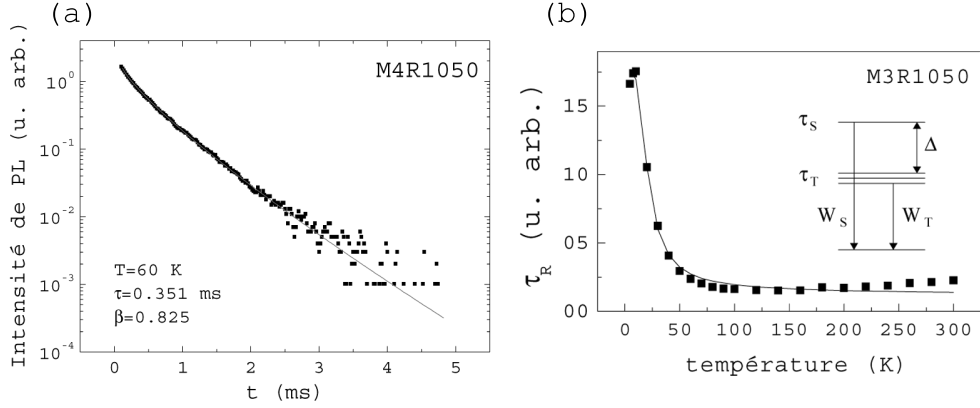 (a)
M4R1050
Intensité de PL (u. arb.)
10^0
10^-1
10^-2
10^-3
10^-4
T=60 K
τ=0.351 ms
β=0.825
0 1 2 3 4 5
t (ms)
(b)
M3R1050
τ_R (u. arb.)
15
10
05
00
τ_S
Δ
τ_T
W_S W_T
0 50 100 150 200 250 300
température (K)